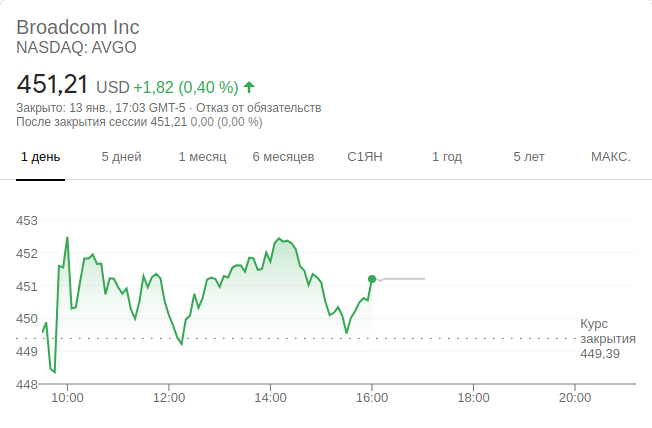 Broadcom Inc
NASDAQ: AVGO
451,21 USD +1,82 (0,40 %)
Закрыто: 13 янв., 17:03 GMT-5 · Отказ от обязательств
После закрытия сессии 451,21 0,00 (0,00 %)
1 день 5 дней 1 месяц 6 месяцев С1ЯН 1 год 5 лет МАКС.
453
452
451
450
449
448
Курс
закрытия
449,39
10:00 12:00 14:00 16:00 18:00 20:00